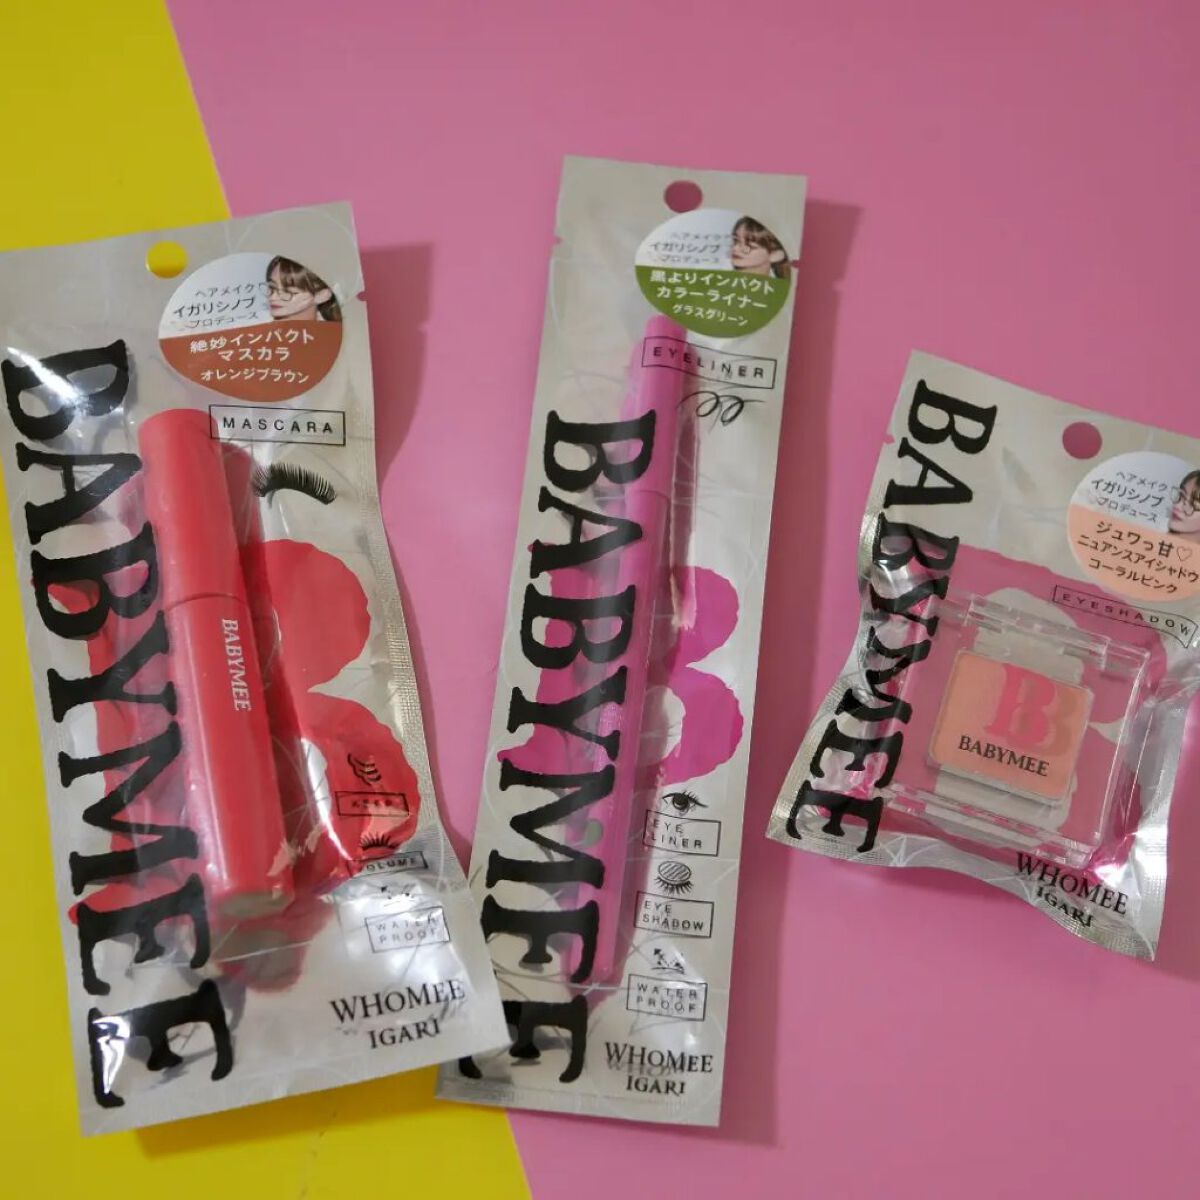 ヘアメイク
イガリシノブ
プロデュース
絶妙インパクト
マスカラ
オレンジブラウン
MASCARA
BABYMEE
BABYMEE
KEEP
VOLUME
WATER
PROOF
WHOMEE
IGARI
ヘアメイク
イガリシノブ
プロデュース
黒よりインパクト
カラーライナー
グラスグリーン
EYELINER
BABYMEE
EYE
LINER
EYE
SHADOW
WATER
PROOF
WHOMEE
IGARI
ヘアメイク
イガリシノブ
プロデュース
ジュワっ甘♡
ニュアンスアイシャドウ
コーラルピンク
EYESHADOW
BABYMEE
B
BABYMEE
WHOMEE
IGARI